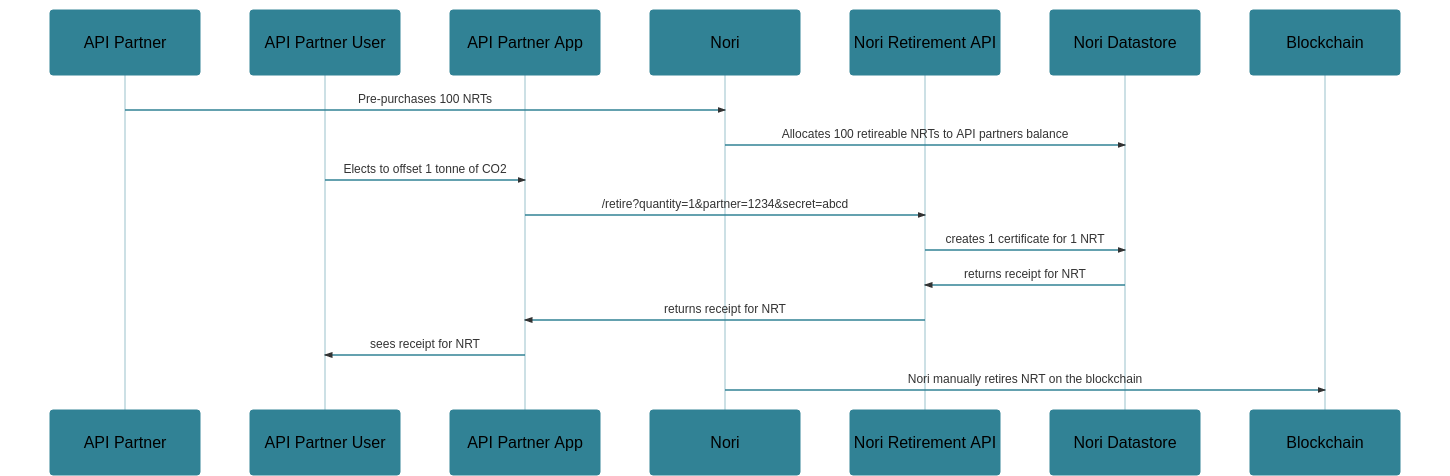 API Partner
API Partner User
API Partner App
Nori
Nori Retirement API
Nori Datastore
Blockchain
Pre-purchases 100 NRTs
Allocates 100 retireable NRTs to API partners balance
Elects to offset 1 tonne of CO2
/retire?quantity=1&partner=1234&secret=abcd
creates 1 certificate for 1 NRT
returns receipt for NRT
returns receipt for NRT
sees receipt for NRT
Nori manually retires NRT on the blockchain
API Partner
API Partner User
API Partner App
Nori
Nori Retirement API
Nori Datastore
Blockchain